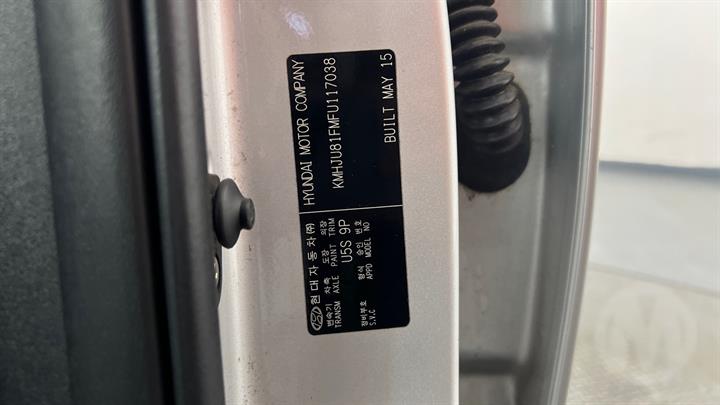 현대자동차(주) HYUNDAI MOTOR COMPANY
변속기 차축 도장 의장
TRANSM AXLE PAINT TRIM
U5S 9P KMHJU81FMFU117038
형식 승인 번호
APPD MODEL NO
정비부호
S.V.C BUILT MAY 15